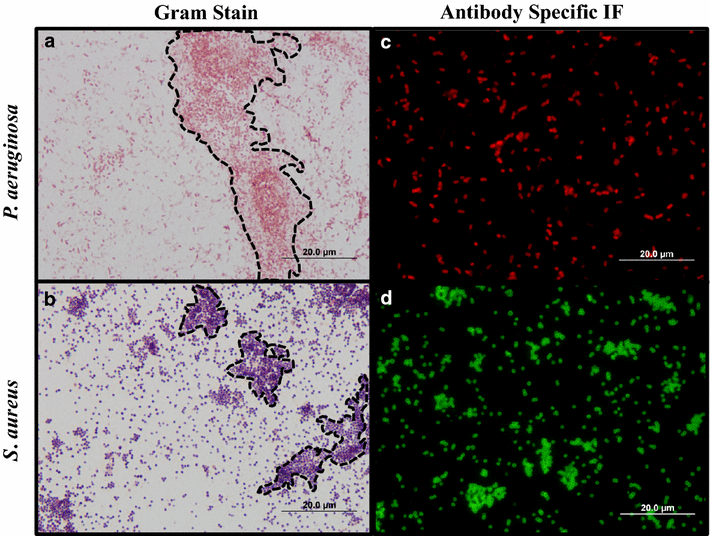 Gram Stain
Antibody Specific IF
P. aeruginosa
a
20.0 µm
c
20.0 µm
S. aureus
b
20.0 µm
d
20.0 µm